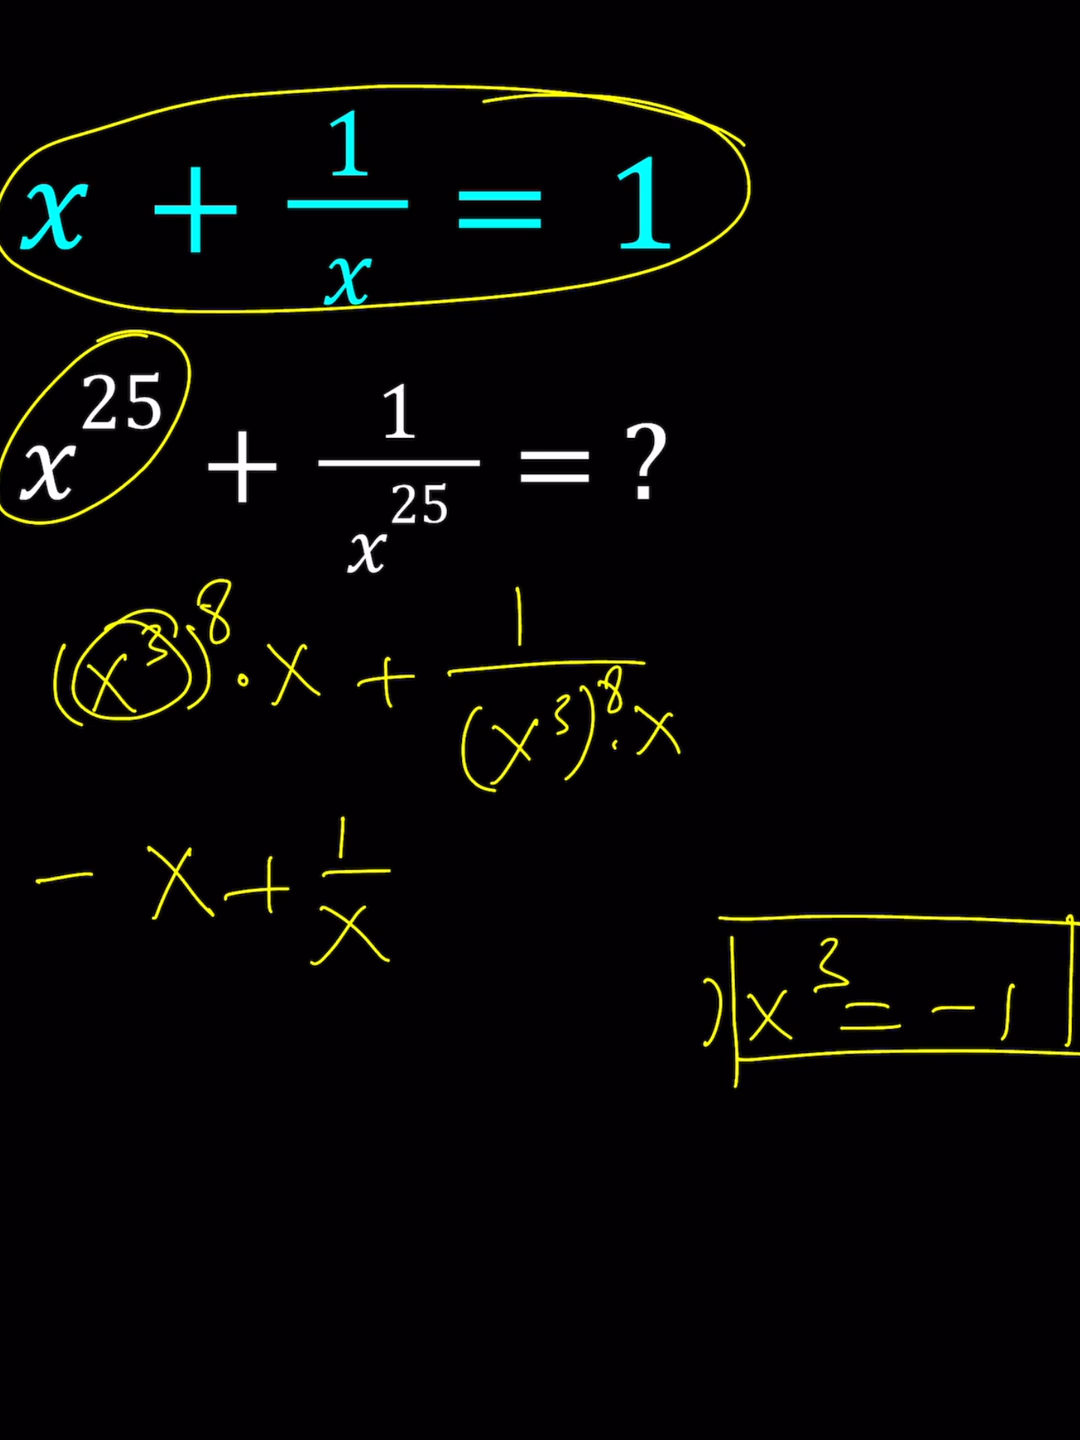 x + 1/x = 1
x^25 + 1/x^25 = ?
(x^3)^8 · x + 1/((x^3)^8 · x)
- x + 1/x
) x^3 = -1